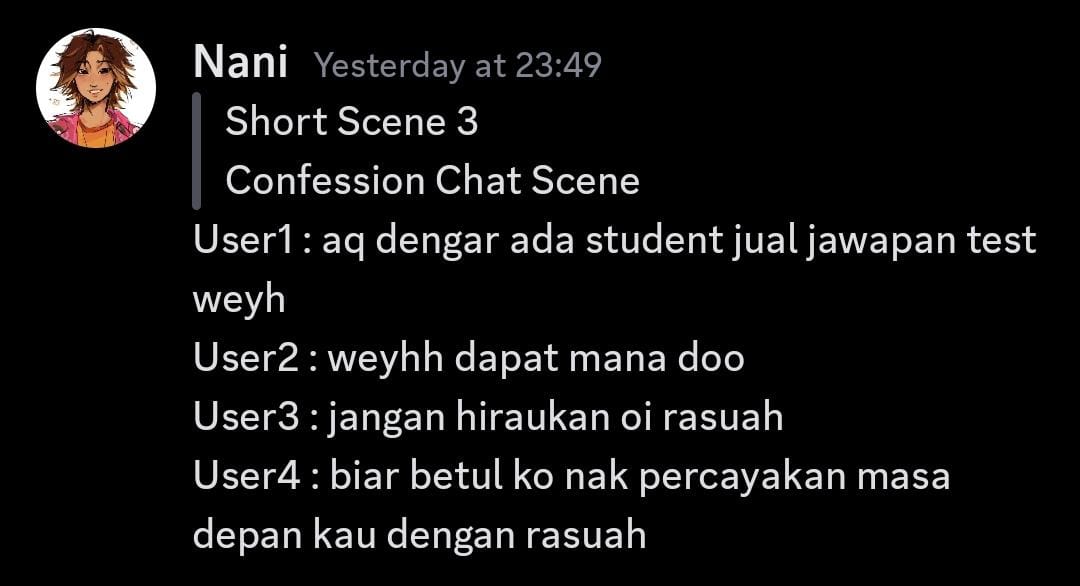 Nani Yesterday at 23:49
Short Scene 3
Confession Chat Scene
User1 : aq dengar ada student jual jawapan test
weyh
User2 : weyhh dapat mana doo
User3 : jangan hiraukan oi rasuah
User4 : biar betul ko nak percayakan masa
depan kau dengan rasuah